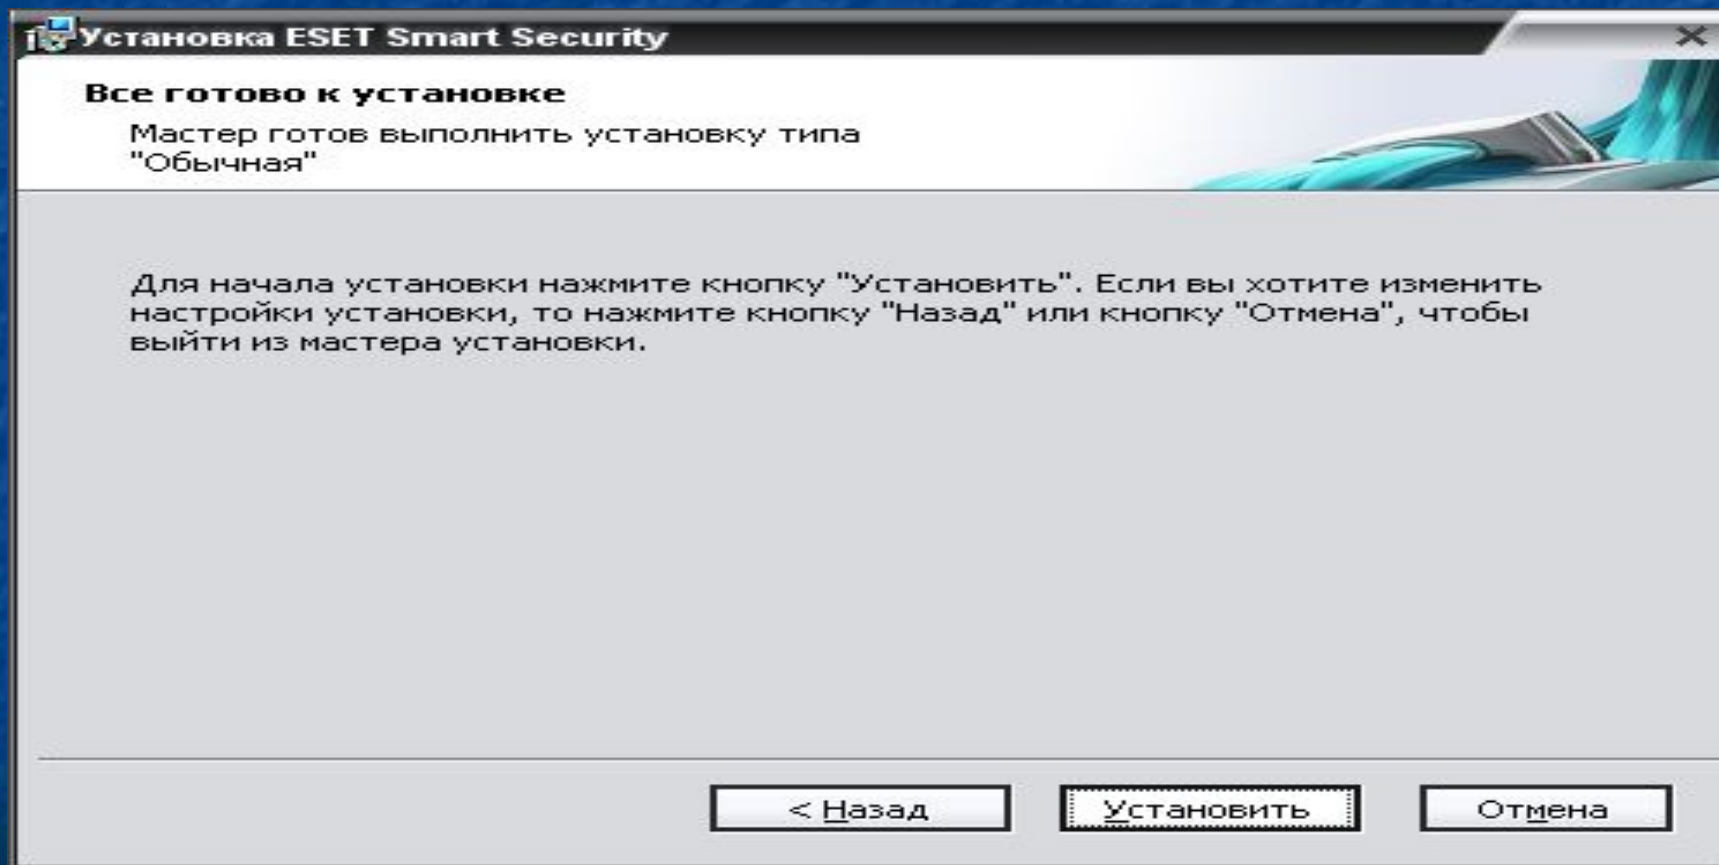 Установка ESET Smart Security
Все готово к установке
Мастер готов выполнить установку типа
"Обычная"
Для начала установки нажмите кнопку "Установить". Если вы хотите изменить
настройки установки, то нажмите кнопку "Назад" или кнопку "Отмена", чтобы
выйти из мастера установки.
< Назад
Установить
Отмена